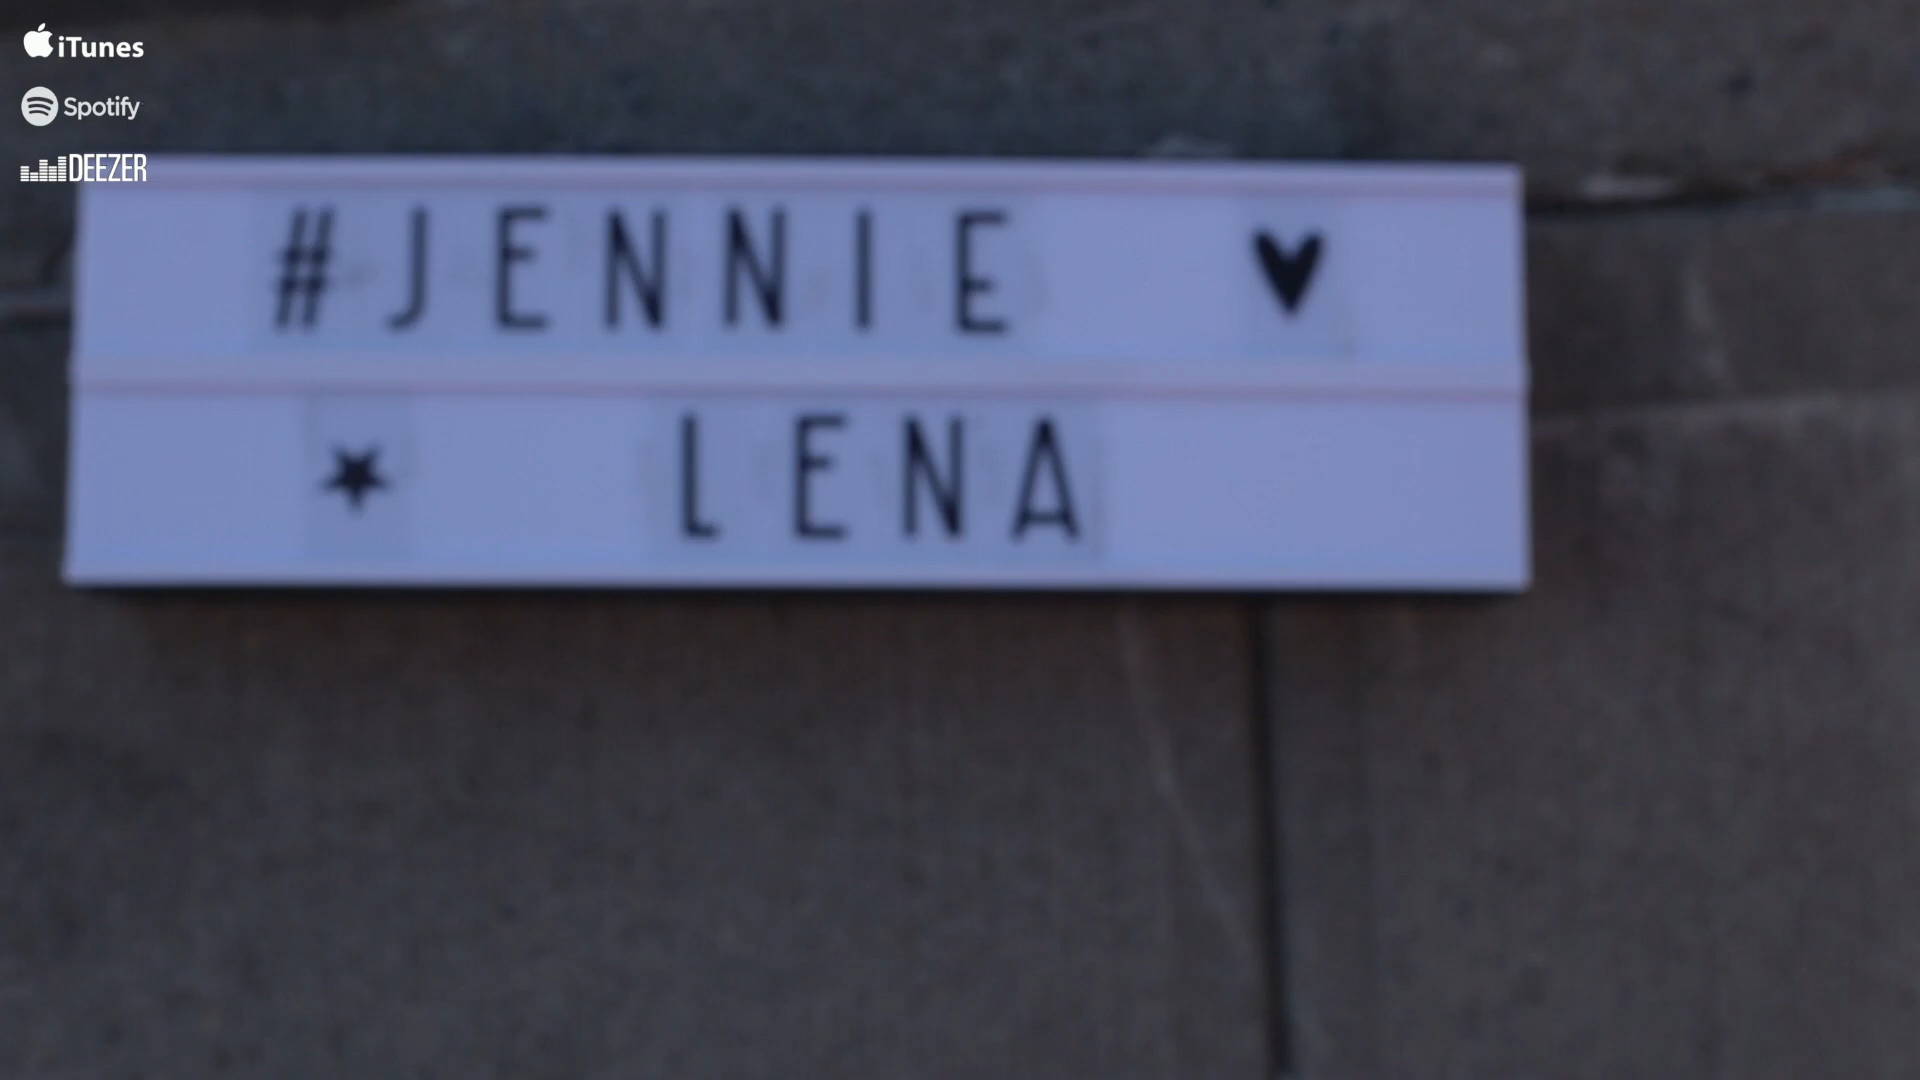 iTunes
Spotify
DEEZER
#JENNIE ♥
★ LENA